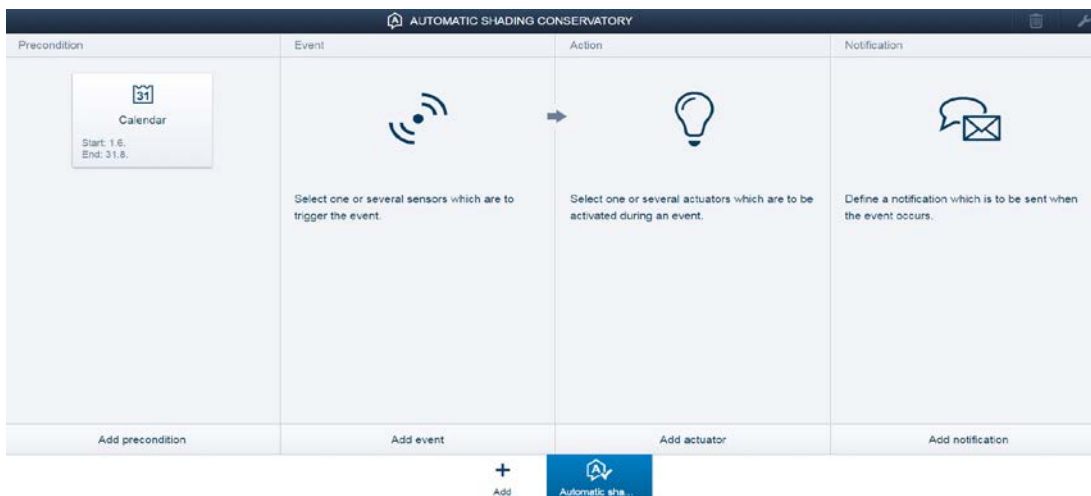 AUTOMATIC SHADING CONSERVATORY
Precondition
Event
Action
Notification
31
Calendar
Start: 1.6.
End: 31.8.
Select one or several sensors which are to
trigger the event.
Select one or several actuators which are to be
activated during an event.
Define a notification which is to be sent when
the event occurs.
Add precondition
Add event
Add actuator
Add notification
Add
Automatic sha...